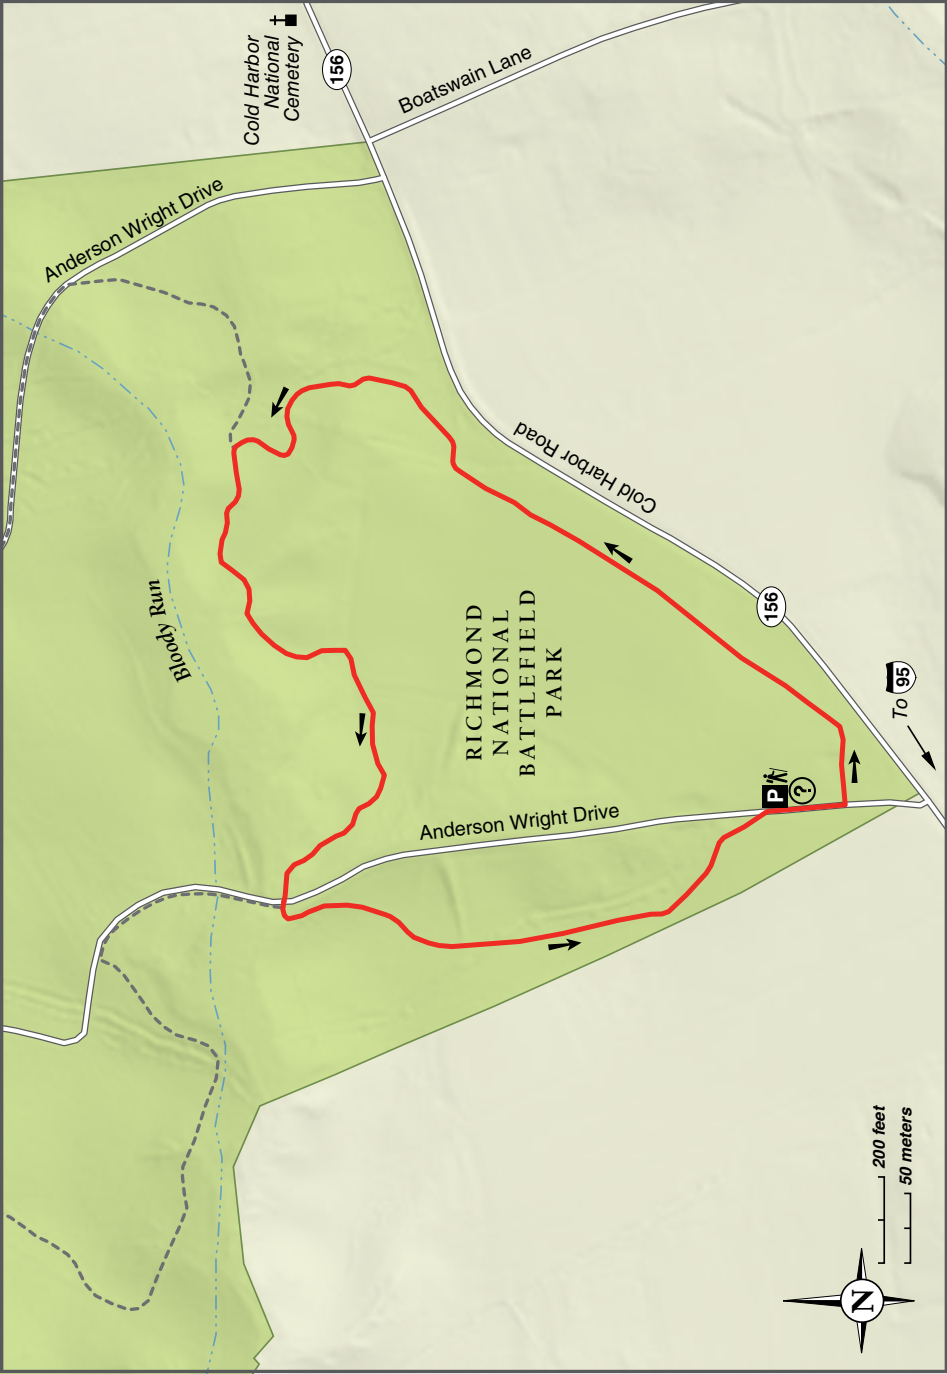 Cold Harbor
National
Cemetery
156
Boatswain Lane
Anderson Wright Drive
Cold Harbor Road
Bloody Run
RICHMOND
NATIONAL
BATTLEFIELD
PARK
156
To 95
P
?
Anderson Wright Drive
200 feet
50 meters
N